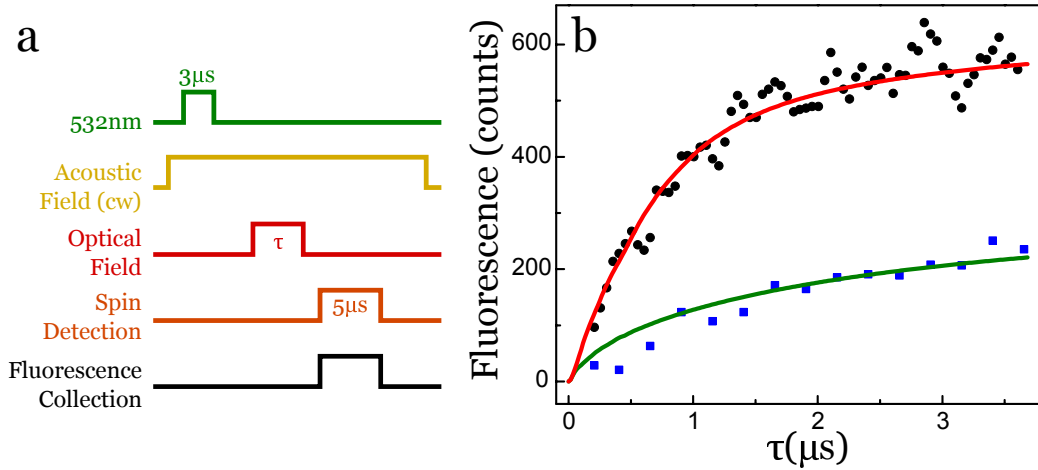 a
3μs
532nm
Acoustic
Field (cw)
Optical
Field
τ
Spin
Detection
5μs
Fluorescence
Collection
b
Fluorescence (counts)
600
400
200
0
0 1 2 3
τ(μs)